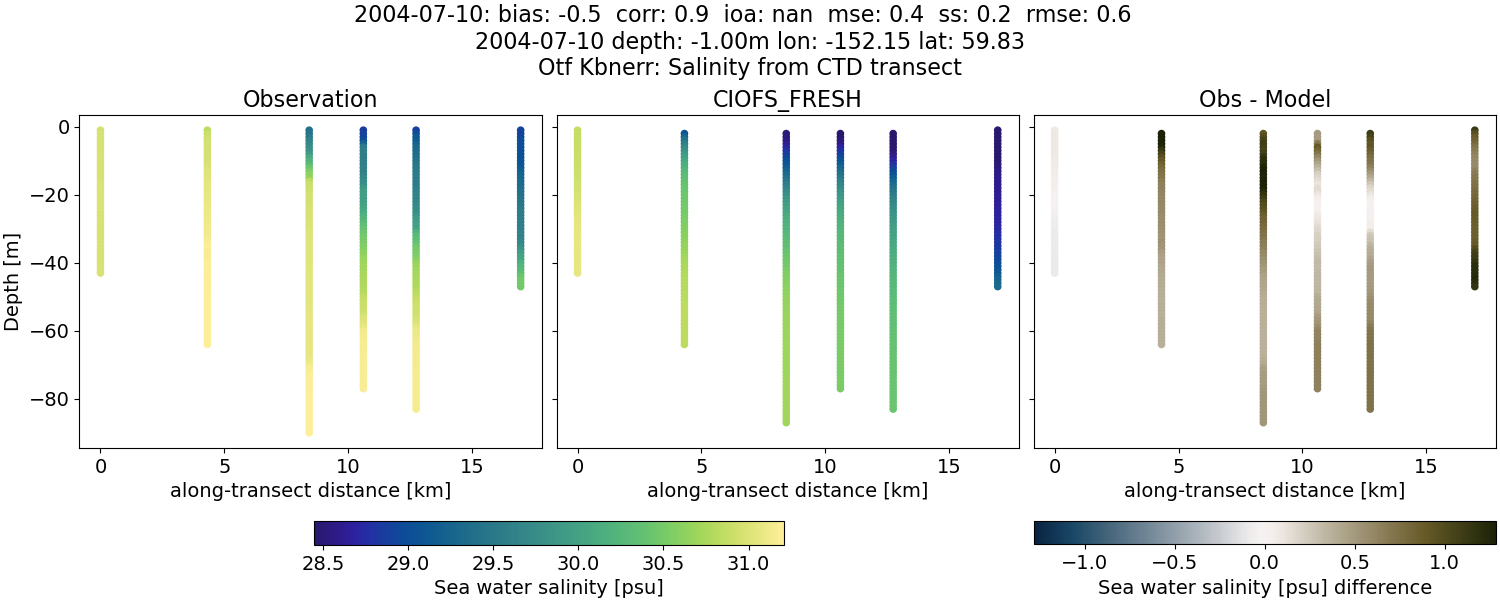 2004-07-10: bias: -0.5  corr: 0.9  ioa: nan  mse: 0.4  ss: 0.2  rmse: 0.6
2004-07-10 depth: -1.00m lon: -152.15 lat: 59.83
Otf Kbnerr: Salinity from CTD transect
Observation
CIOFS_FRESH
Obs - Model
0
−20
−40
−60
−80
Depth [m]
0 5 10 15
0 5 10 15
0 5 10 15
along-transect distance [km]
along-transect distance [km]
along-transect distance [km]
28.5 29.0 29.5 30.0 30.5 31.0
Sea water salinity [psu]
−1.0 −0.5 0.0 0.5 1.0
Sea water salinity [psu] difference